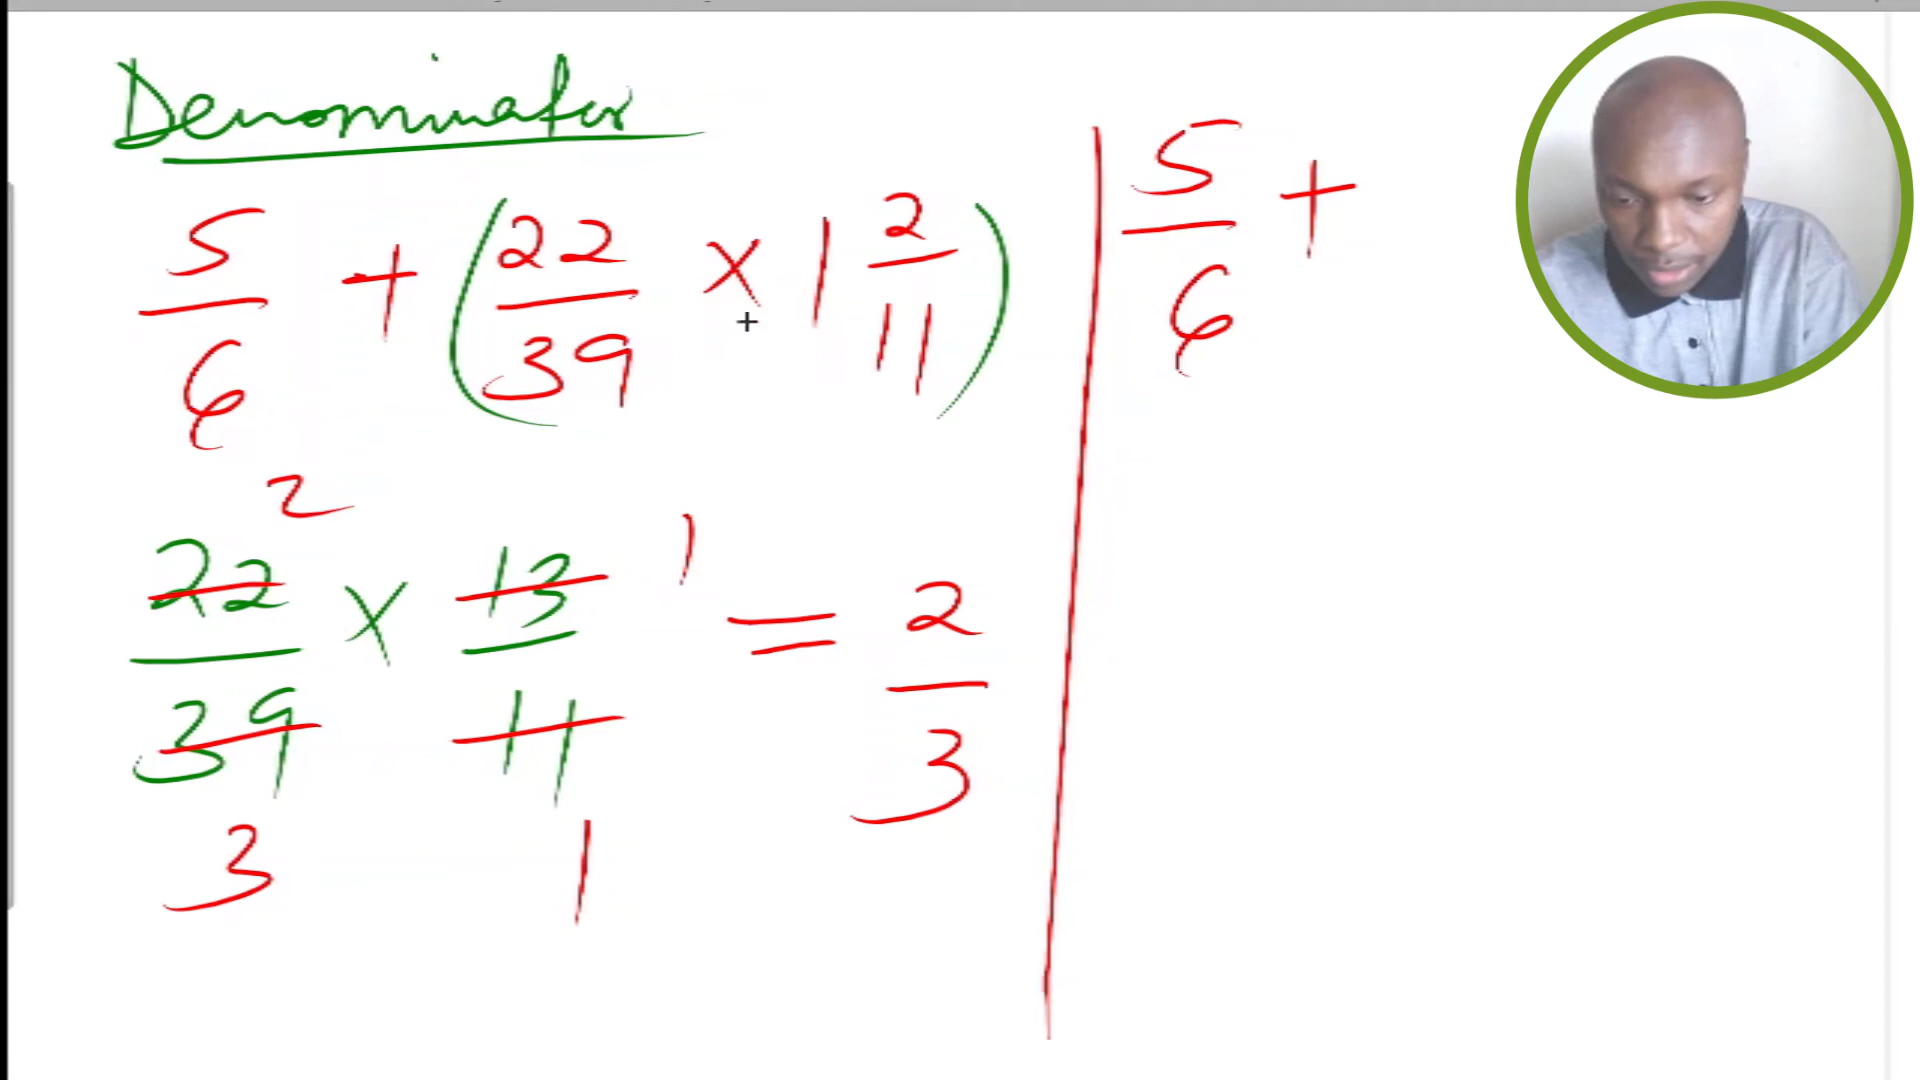 Denominator
5/6 + (22/39 × 1 2/11)
2 1
22/39 × 13/11 = 2/3
3 1
5/6 +